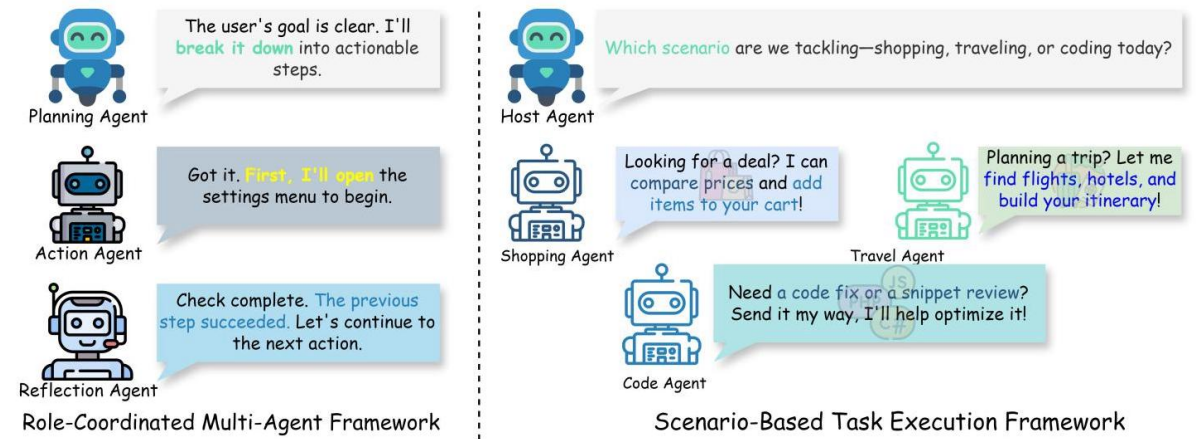 The user's goal is clear. I'll
break it down into actionable
steps.
Planning Agent
Got it. First, I'll open the
settings menu to begin.
Action Agent
Check complete. The previous
step succeeded. Let's continue to
the next action.
Reflection Agent
Role-Coordinated Multi-Agent Framework
Which scenario are we tackling—shopping, traveling, or coding today?
Host Agent
Looking for a deal? I can
compare prices and add
items to your cart!
Shopping Agent
Planning a trip? Let me
find flights, hotels, and
build your itinerary!
Travel Agent
JS
PHP
C#
Need a code fix or a snippet review?
Send it my way, I'll help optimize it!
Code Agent
Scenario-Based Task Execution Framework